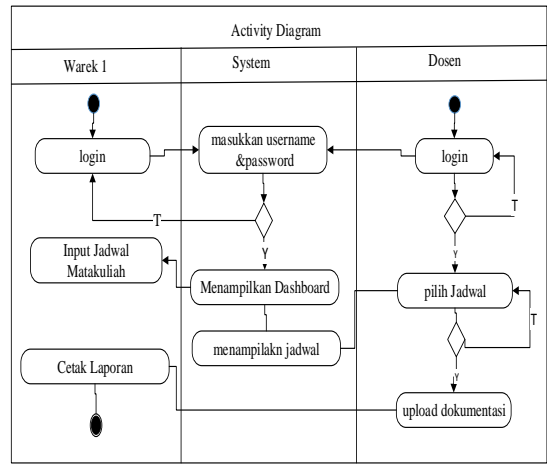 Activity Diagram
Warek 1
System
Dosen
login
masukkan username
&password
login
T
T
Y
Y
Input Jadwal
Matakuliah
Menampilkan Dashboard
pilih Jadwal
T
menampilakn jadwal
Cetak Laporan
Y
upload dokumentasi